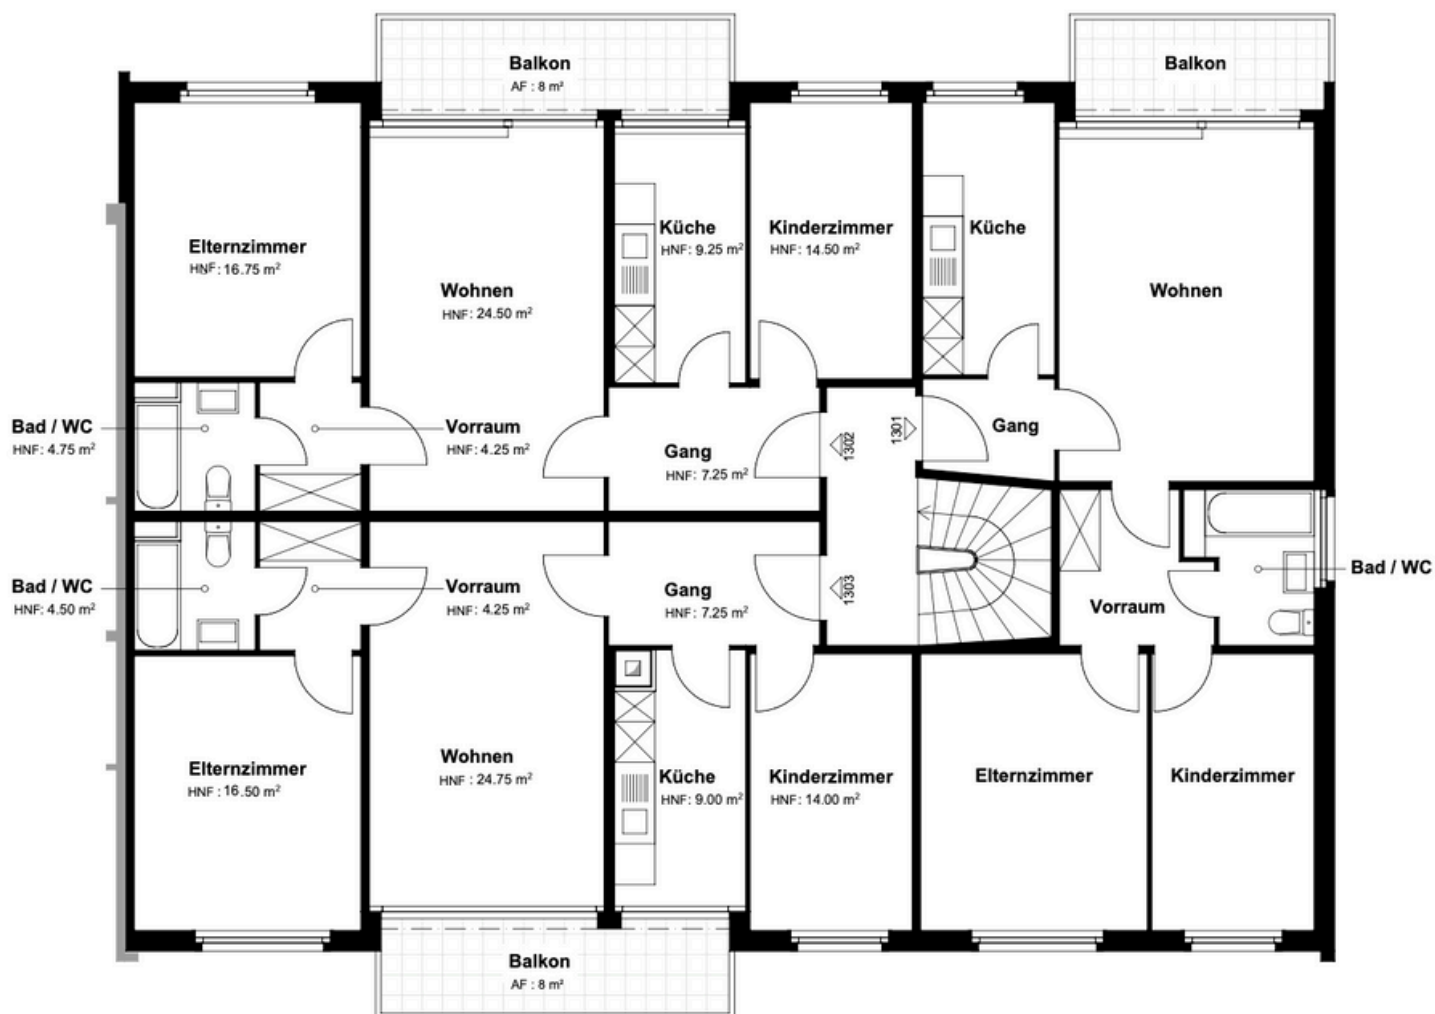 Balkon
AF : 8 m²
Balkon
Elternzimmer
HNF : 16.75 m²
Wohnen
HNF: 24.50 m²
Küche
HNF: 9.25 m²
Kinderzimmer
HNF: 14.50 m²
Küche
Wohnen
Bad / WC
HNF: 4.75 m²
Vorraum
HNF: 4.25 m²
Gang
HNF: 7.25 m²
1302
1301
Gang
Bad / WC
HNF: 4.50 m²
Vorraum
HNF: 4.25 m²
Gang
HNF: 7.25 m²
1303
Vorraum
Bad / WC
Elternzimmer
HNF : 16.50 m²
Wohnen
HNF : 24.75 m²
Küche
HNF: 9.00 m²
Kinderzimmer
HNF: 14.00 m²
Elternzimmer
Kinderzimmer
Balkon
AF : 8 m²